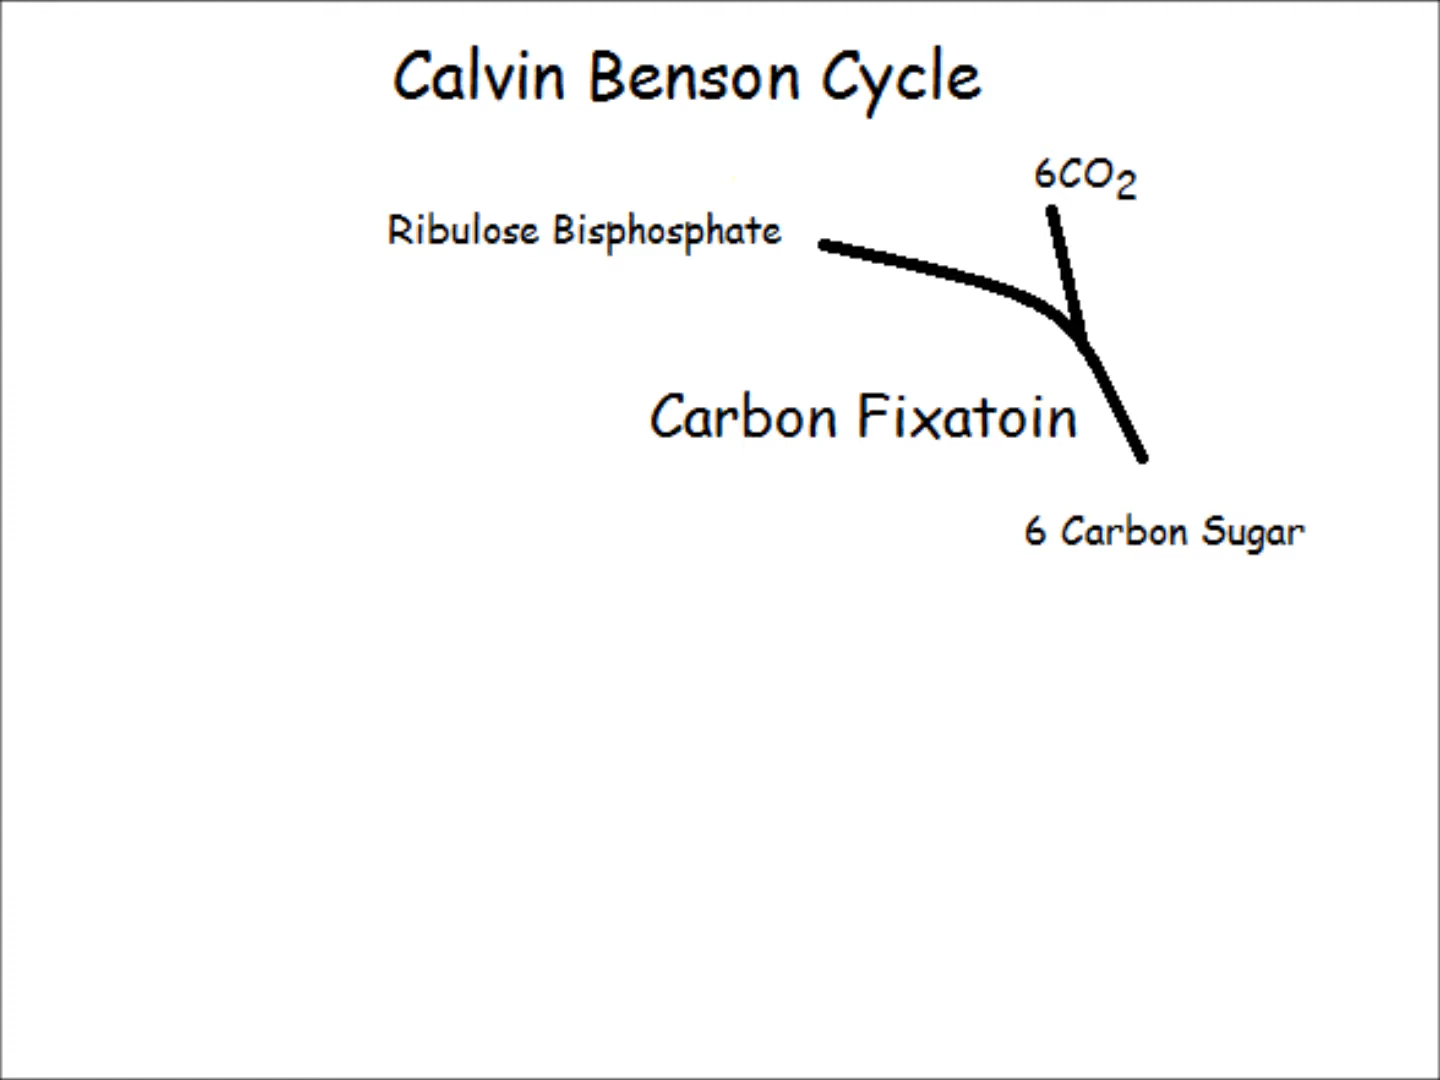 Calvin Benson Cycle
6CO₂
Ribulose Bisphosphate
Carbon Fixatoin
6 Carbon Sugar